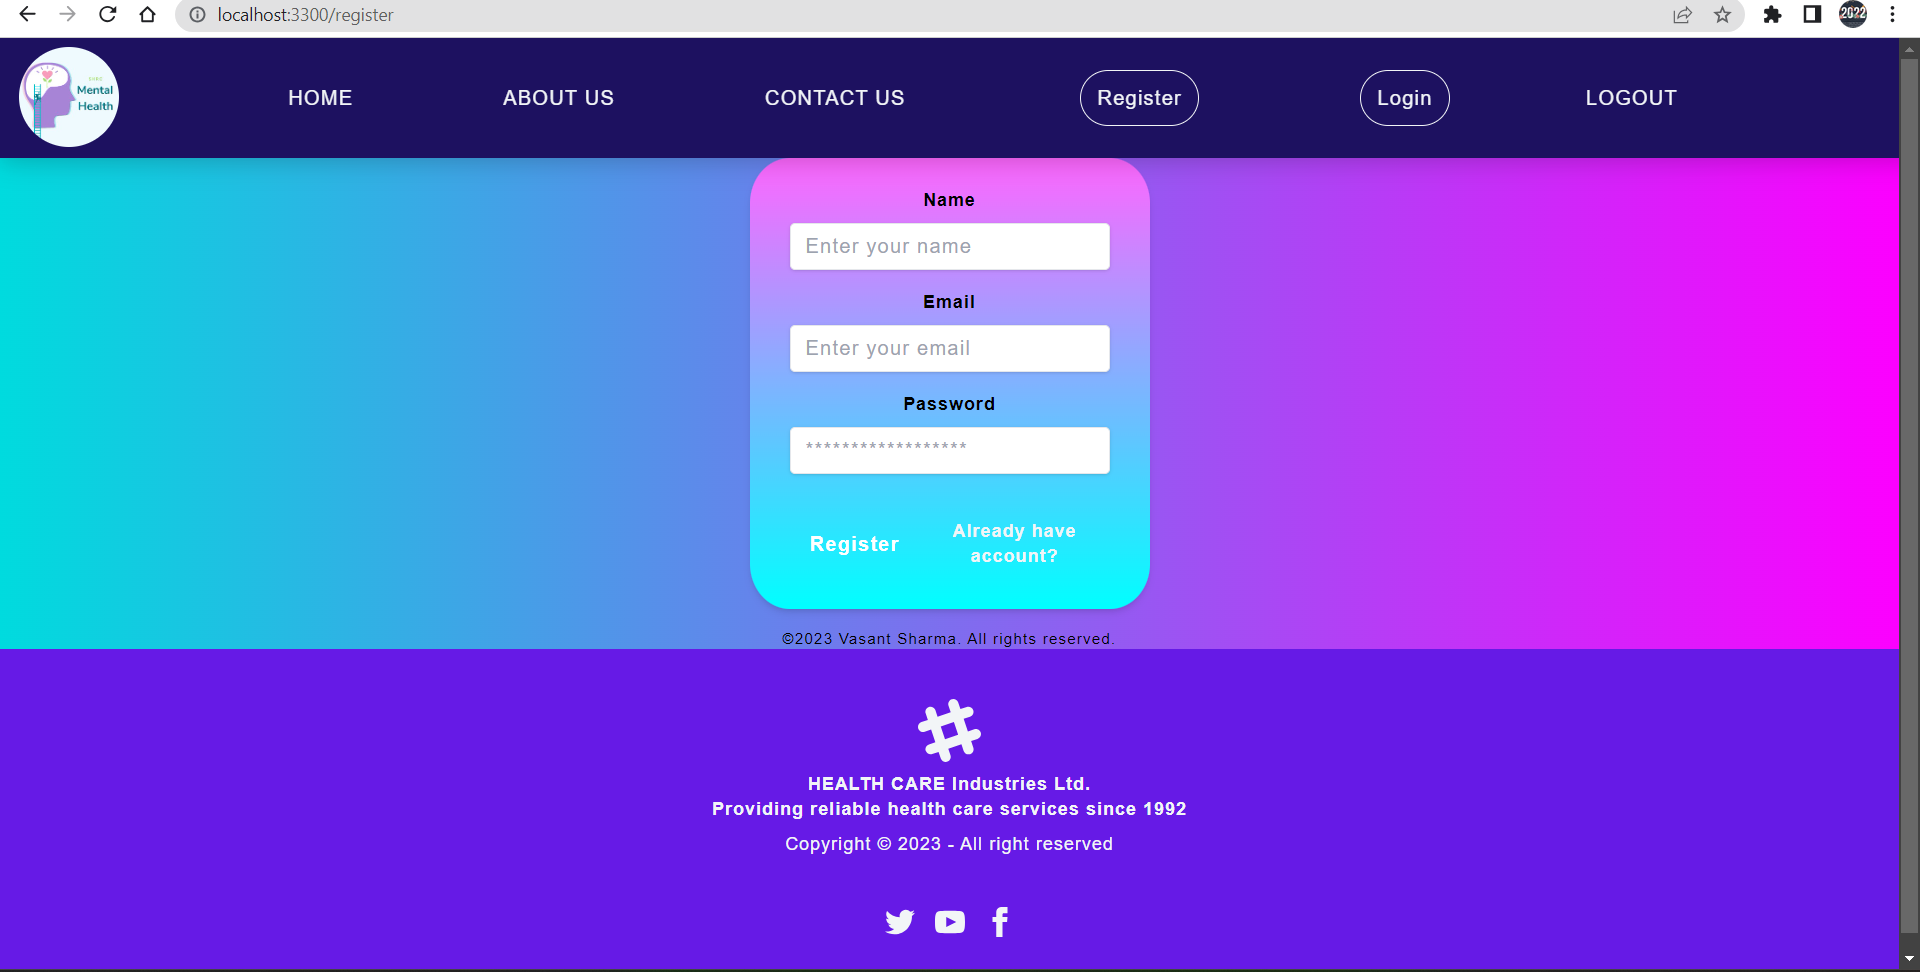 localhost:3300/register
2022
Mental
Health
HOME
ABOUT US
CONTACT US
Register
Login
LOGOUT
Name
Enter your name
Email
Enter your email
Password
******************
Register
Already have
account?
©2023 Vasant Sharma. All rights reserved.
HEALTH CARE Industries Ltd.
Providing reliable health care services since 1992
Copyright © 2023 - All right reserved